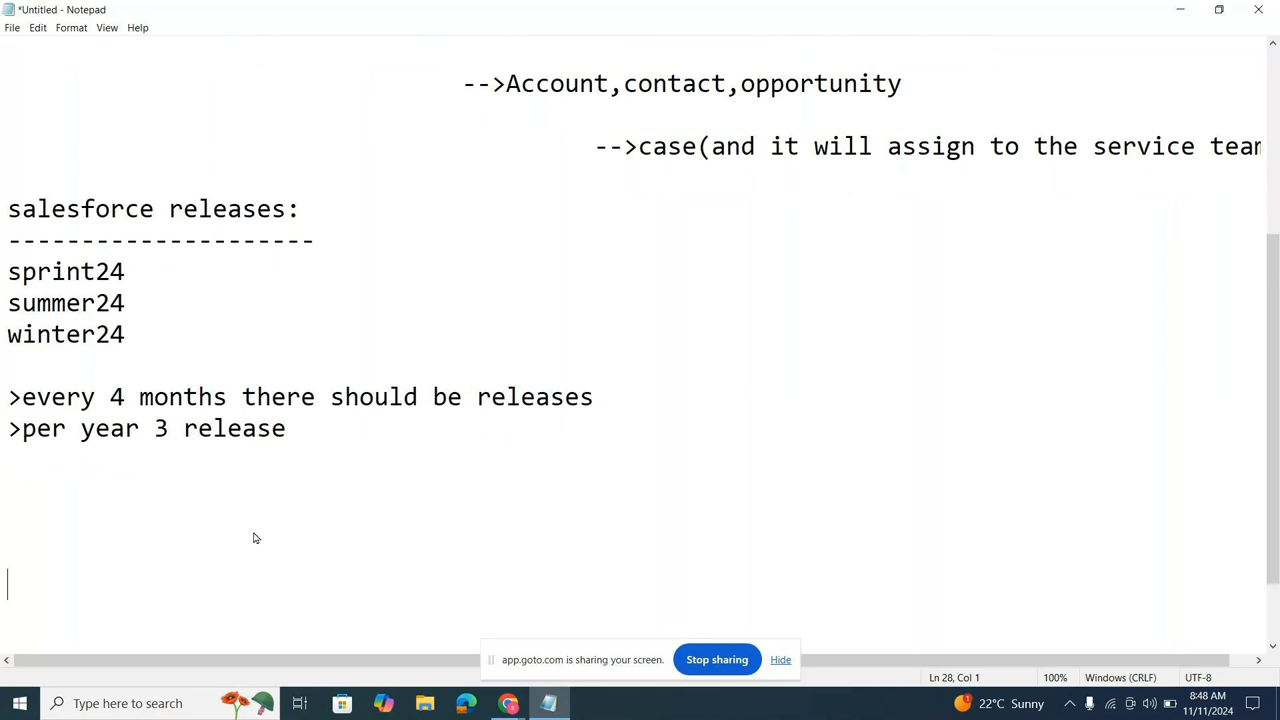 *Untitled - Notepad
File Edit Format View Help
-->Account,contact,opportunity
-->case(and it will assign to the service team
salesforce releases:
---------------------
sprint24
summer24
winter24
>every 4 months there should be releases
>per year 3 release
app.goto.com is sharing your screen. Stop sharing Hide
Ln 28, Col 1 100% Windows (CRLF) UTF-8
Type here to search
22°C Sunny
8:48 AM
11/11/2024